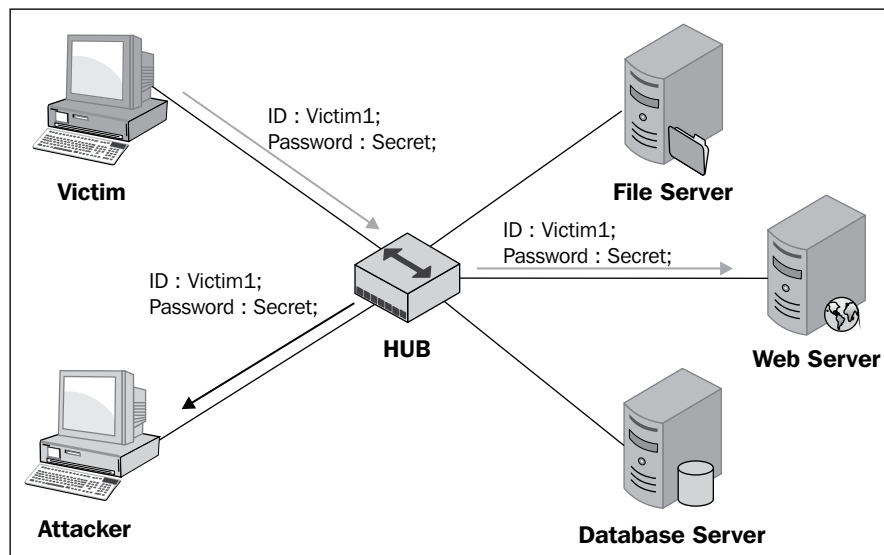 ID : Victim1;
Password : Secret;
Victim
File Server
ID : Victim1;
Password : Secret;
ID : Victim1;
Password : Secret;
HUB
Web Server
Attacker
Database Server